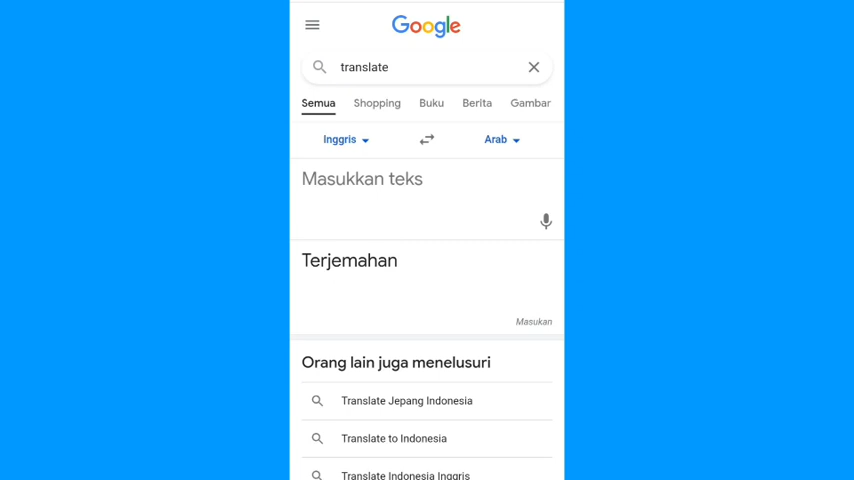 Google
translate
Semua Shopping Buku Berita Gambar
Inggris Arab
Masukkan teks
Terjemahan
Masukan
Orang lain juga menelusuri
Translate Jepang Indonesia
Translate to Indonesia
Translate Indonesia Inggris